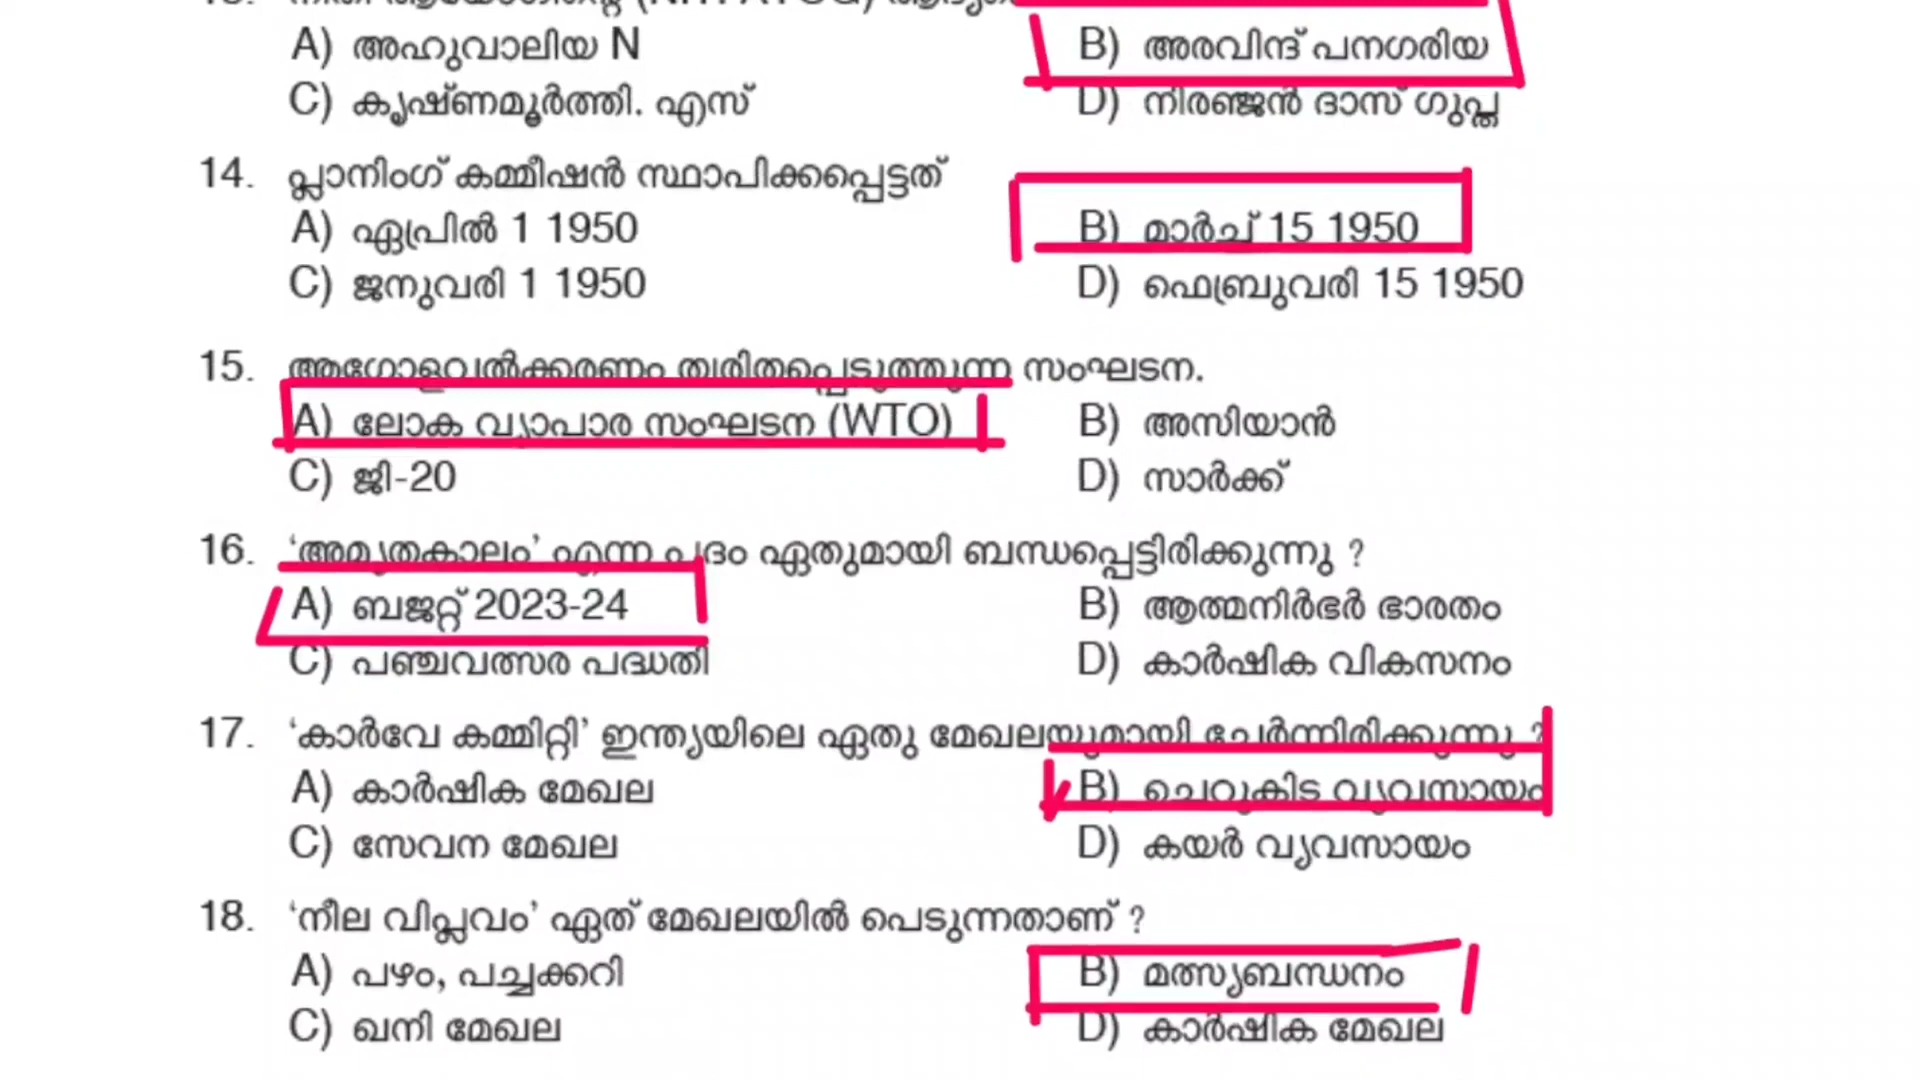 A) അഹുവാലിയ N B) അരവിന്ദ് പനഗരിയ
C) കൃഷ്ണമൂർത്തി. എസ് D) നിരഞ്ജൻ ദാസ് ഗുപ്ത
14. പ്ലാനിംഗ് കമ്മീഷൻ സ്ഥാപിക്കപ്പെട്ടത്
A) ഏപ്രിൽ 1 1950 B) മാർച്ച് 15 1950
C) ജനുവരി 1 1950 D) ഫെബ്രുവരി 15 1950
15. ആഗോളവൽക്കരണം ത്വരിതപ്പെടുത്തുന്ന സംഘടന.
A) ലോക വ്യാപാര സംഘടന (WTO) B) അസിയാൻ
C) ജി-20 D) സാർക്ക്
16. ‘അമൃതകാലം’ എന്ന പദം ഏതുമായി ബന്ധപ്പെട്ടിരിക്കുന്നു ?
A) ബജറ്റ് 2023-24 B) ആത്മനിർഭർ ഭാരതം
C) പഞ്ചവത്സര പദ്ധതി D) കാർഷിക വികസനം
17. ‘കാർവേ കമ്മിറ്റി’ ഇന്ത്യയിലെ ഏതു മേഖലയുമായി ചേർന്നിരിക്കുന്നു ?
A) കാർഷിക മേഖല B) ചെറുകിട വ്യവസായം
C) സേവന മേഖല D) കയർ വ്യവസായം
18. ‘നീല വിപ്ലവം’ ഏത് മേഖലയിൽ പെടുന്നതാണ് ?
A) പഴം, പച്ചക്കറി B) മത്സ്യബന്ധനം
C) ഖനി മേഖല D) കാർഷിക മേഖല